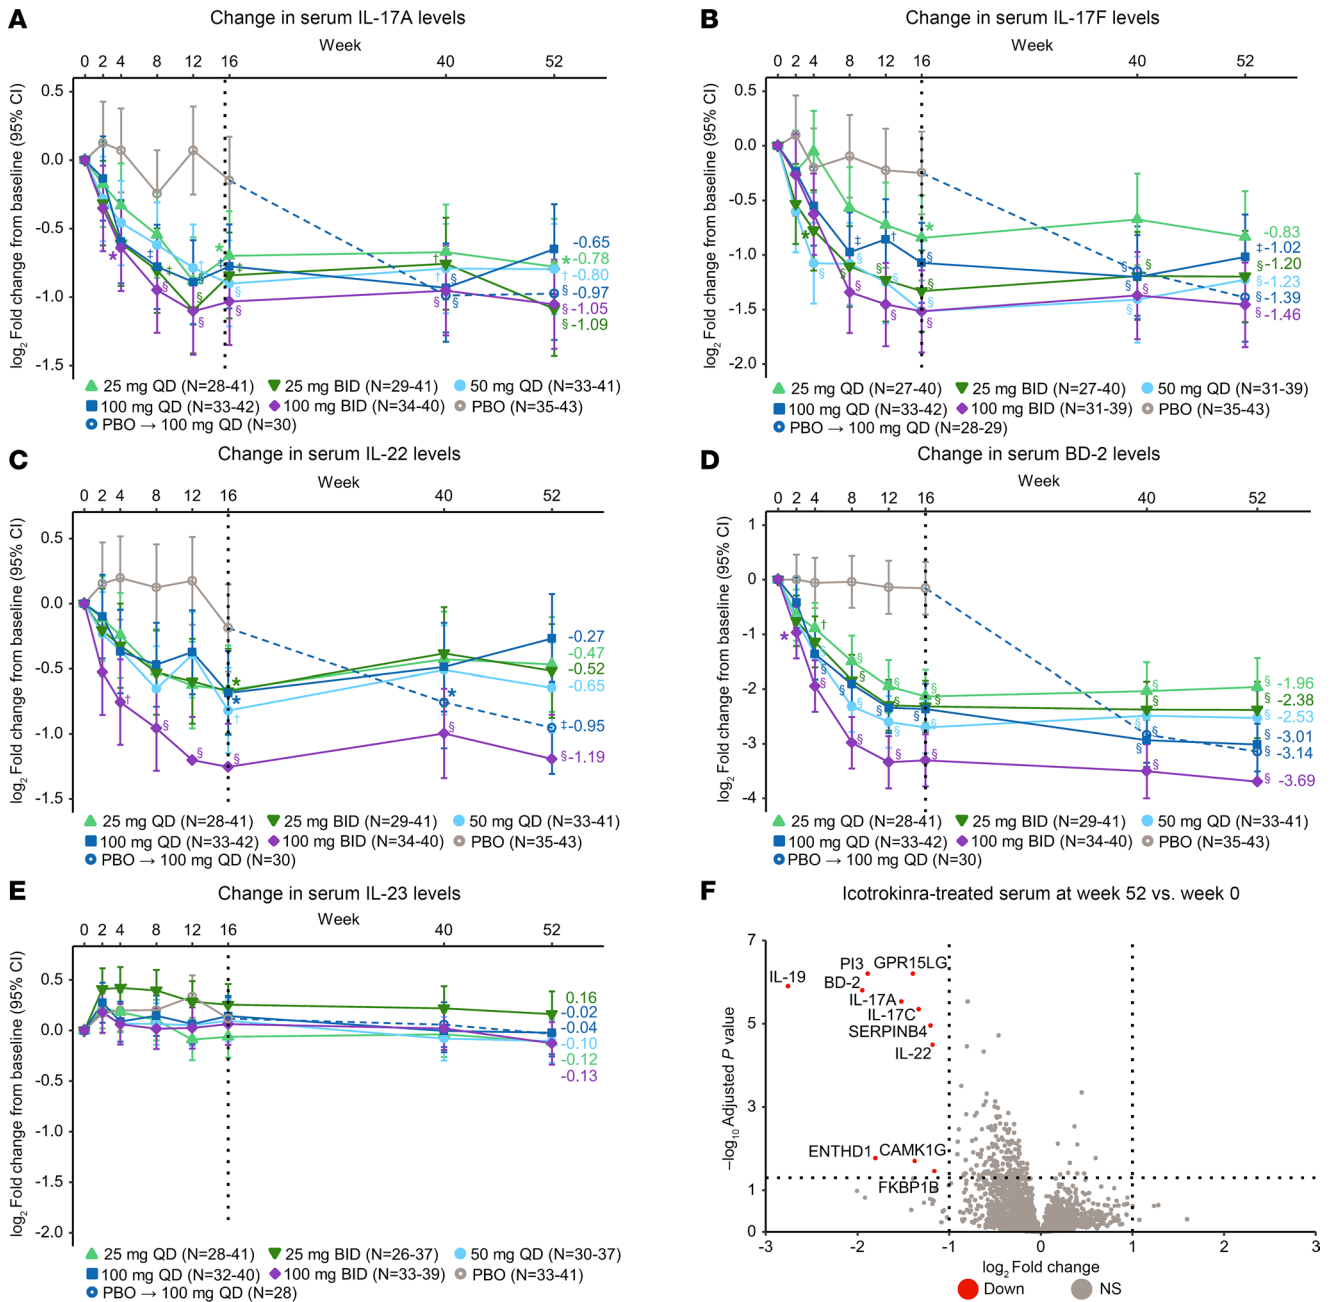 A
Change in serum IL-17A levels
Week
0 2 4 8 12 16 40 52
log2 Fold change from baseline (95% CI)
0.5
0.0
-0.5
-1.0
-1.5
* * † ‡ § §
-0.65
*-0.78
†-0.80
§-0.97
§-1.05
§-1.09
25 mg QD (N=28-41) 25 mg BID (N=29-41) 50 mg QD (N=33-41)
100 mg QD (N=33-42) 100 mg BID (N=34-40) PBO (N=35-43)
PBO → 100 mg QD (N=30)
B
Change in serum IL-17F levels
Week
0 2 4 8 12 16 40 52
log2 Fold change from baseline (95% CI)
0.5
0.0
-0.5
-1.0
-1.5
-2.0
-0.83
‡-1.02
§-1.20
§-1.23
§-1.39
§-1.46
25 mg QD (N=27-40) 25 mg BID (N=27-40) 50 mg QD (N=31-39)
100 mg QD (N=33-42) 100 mg BID (N=31-39) PBO (N=35-43)
PBO → 100 mg QD (N=28-29)
C
Change in serum IL-22 levels
Week
0 2 4 8 12 16 40 52
log2 Fold change from baseline (95% CI)
0.5
0.0
-0.5
-1.0
-1.5
-0.27
-0.47
-0.52
-0.65
‡-0.95
§-1.19
25 mg QD (N=28-41) 25 mg BID (N=29-41) 50 mg QD (N=33-41)
100 mg QD (N=33-42) 100 mg BID (N=34-40) PBO (N=35-43)
PBO → 100 mg QD (N=30)
D
Change in serum BD-2 levels
Week
0 2 4 8 12 16 40 52
log2 Fold change from baseline (95% CI)
1
0
-1
-2
-3
-4
§ -1.96
§ -2.38
§ -2.53
§ -3.01
§ -3.14
§ -3.69
25 mg QD (N=28-41) 25 mg BID (N=29-41) 50 mg QD (N=33-41)
100 mg QD (N=33-42) 100 mg BID (N=34-40) PBO (N=35-43)
PBO → 100 mg QD (N=30)
E
Change in serum IL-23 levels
Week
0 2 4 8 12 16 40 52
log2 Fold change from baseline (95% CI)
0.5
0.0
-0.5
-1.0
-1.5
-2.0
0.16
-0.02
-0.04
-0.10
-0.12
-0.13
25 mg QD (N=28-41) 25 mg BID (N=26-37) 50 mg QD (N=30-37)
100 mg QD (N=32-40) 100 mg BID (N=33-39) PBO (N=33-41)
PBO → 100 mg QD (N=28)
F
Icotrokinra-treated serum at week 52 vs. week 0
–log10 Adjusted P value
7
5
3
1
0
IL-19
PI3
GPR15LG
BD-2
IL-17A
IL-17C
SERPINB4
IL-22
ENTHD1
CAMK1G
FKBP1B
-3 -2 -1 0 1 2 3
log2 Fold change
Down NS